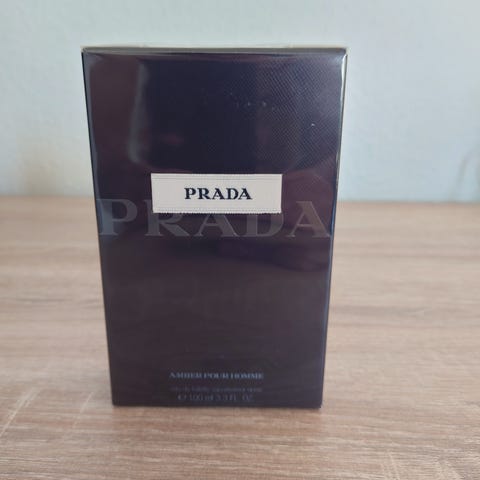 PRADA
PRADA
AMBER POUR HOMME
eau de toilette vaporisateur spray
℮ 100 ml 3.3 FL. OZ.